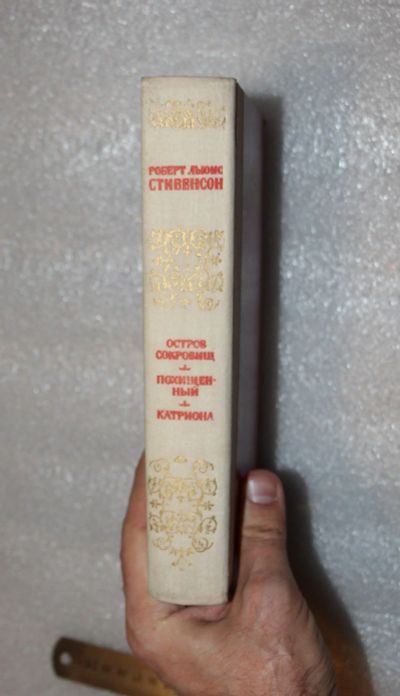 РОБЕРТ ЛЬЮИС
СТИВЕНСОН
ОСТРОВ
СОКРОВИЩ
ПОХИЩЕН-
НЫЙ
КАТРИОНА